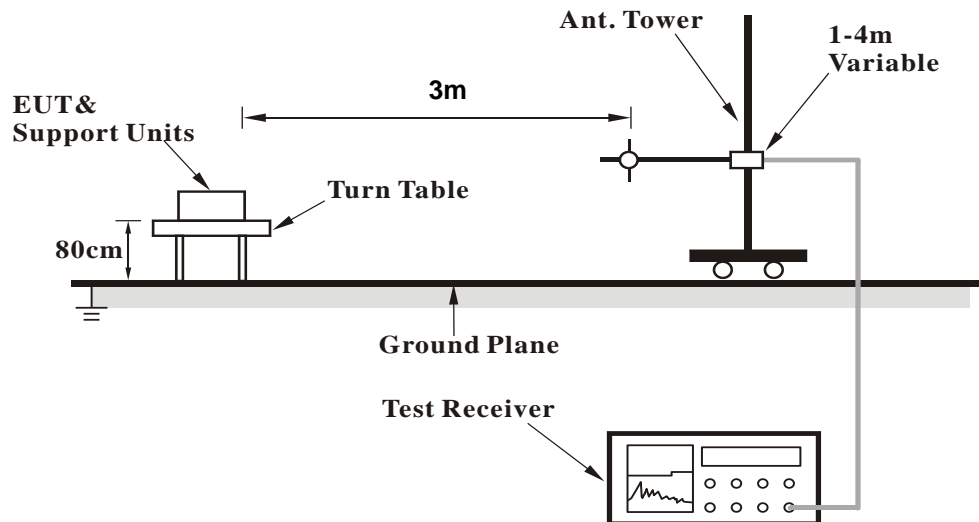 Ant. Tower
1-4m
Variable
3m
EUT&
Support Units
Turn Table
80cm
Ground Plane
Test Receiver